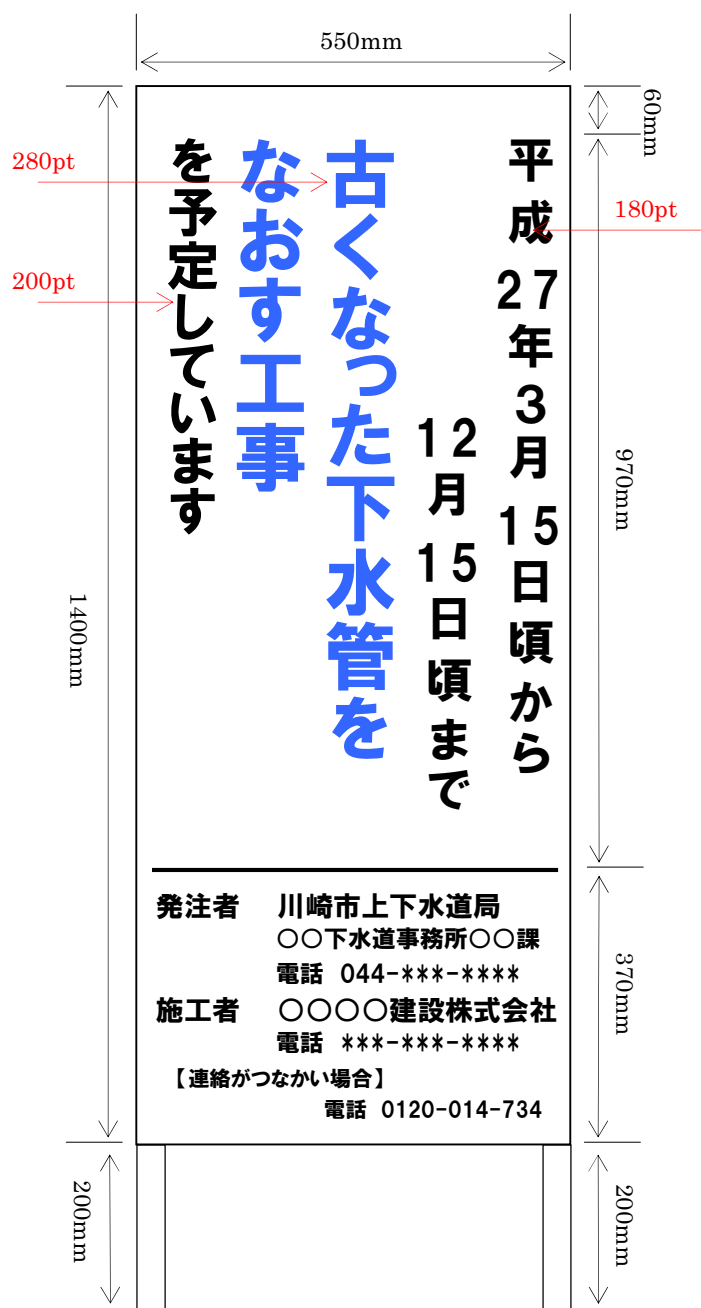 550mm
60mm
280pt
180pt
200pt
970mm
1400mm
370mm
200mm
200mm
平成27年3月15日頃から
12月15日頃まで
古くなった下水管を
なおす工事
を予定しています
発注者 川崎市上下水道局
○○下水道事務所○○課
電話 044-***-****
施工者 ○○○○建設株式会社
電話 ***-***-****
【連絡がつなかい場合】
電話 0120-014-734